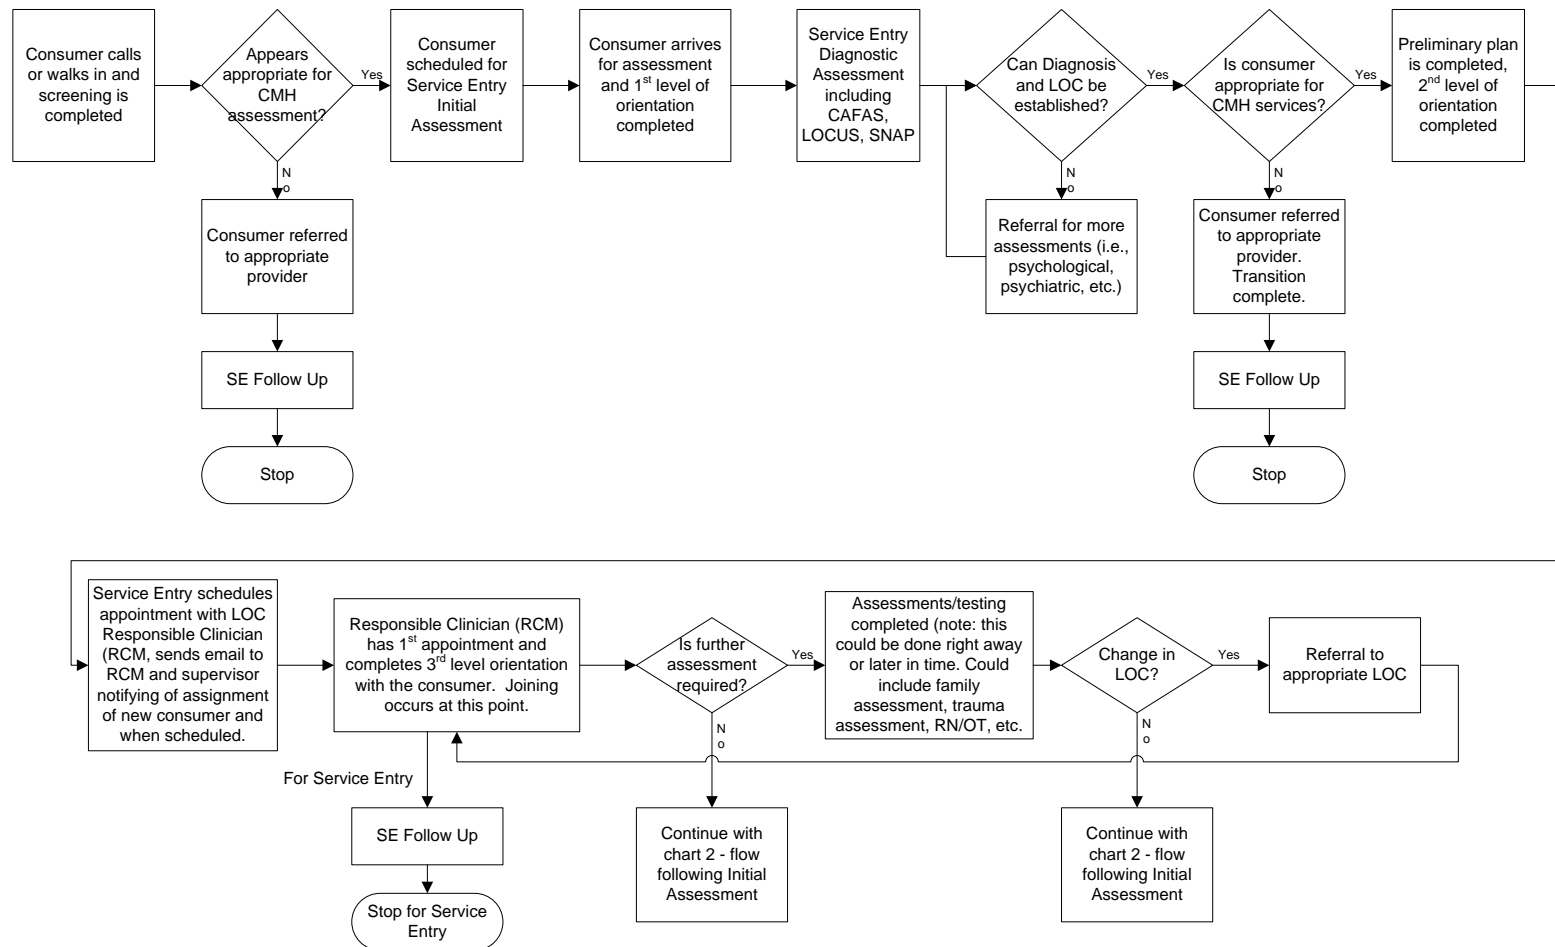 Consumer calls
or walks in and
screening is
completed
Appears
appropriate for
CMH
assessment?
Yes
Consumer
scheduled for
Service Entry
Initial
Assessment
Consumer arrives
for assessment
and 1st level of
orientation
completed
Service Entry
Diagnostic
Assessment
including
CAFAS,
LOCUS, SNAP
Can Diagnosis
and LOC be
established?
Yes
Is consumer
appropriate for
CMH services?
Yes
Preliminary plan
is completed,
2nd level of
orientation
completed
N
o
Consumer referred
to appropriate
provider
SE Follow Up
Stop
N
o
Referral for more
assessments (i.e.,
psychological,
psychiatric, etc.)
N
o
Consumer referred
to appropriate
provider.
Transition
complete.
SE Follow Up
Stop
Service Entry schedules
appointment with LOC
Responsible Clinician
(RCM, sends email to
RCM and supervisor
notifying of assignment
of new consumer and
when scheduled.
Responsible Clinician (RCM)
has 1st appointment and
completes 3rd level orientation
with the consumer.  Joining
occurs at this point.
Is further
assessment
required?
Yes
Assessments/testing
completed (note: this
could be done right away
or later in time. Could
include family
assessment, trauma
assessment, RN/OT, etc.
Change in
LOC?
Yes
Referral to
appropriate LOC
For Service Entry
SE Follow Up
Stop for Service
Entry
N
o
Continue with
chart 2 - flow
following Initial
Assessment
N
o
Continue with
chart 2 - flow
following Initial
Assessment